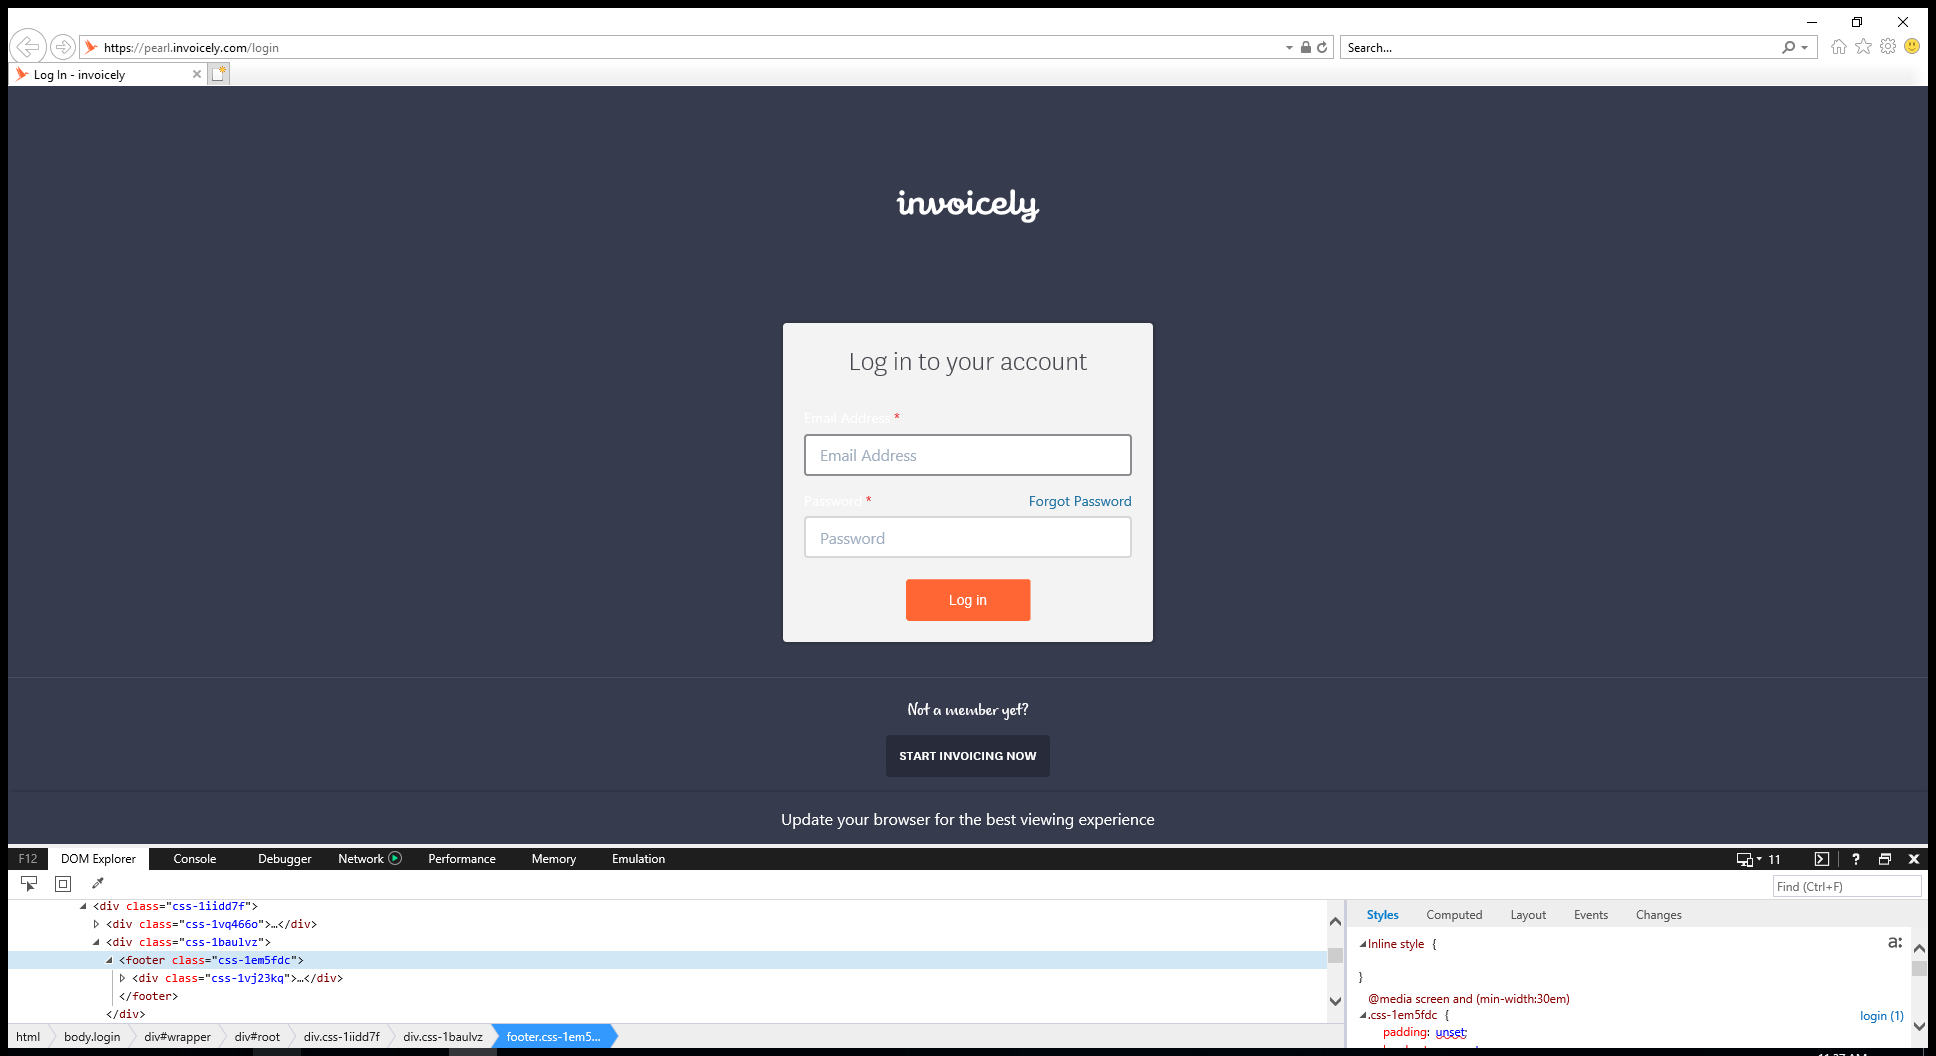 https://pearl.invoicely.com/login
Search...
Log In - invoicely
invoicely
Log in to your account
Email Address *
Email Address
Password * Forgot Password
Password
Log in
Not a member yet?
START INVOICING NOW
Update your browser for the best viewing experience
F12 DOM Explorer Console Debugger Network Performance Memory Emulation 11 ?
Find (Ctrl+F)
<div class="css-1iidd7f">
<div class="css-1vq466o">…</div>
<div class="css-1baulvz">
<footer class="css-1em5fdc">
<div class="css-1vj23kq">…</div>
</footer>
</div>
html body.login div#wrapper div#root div.css-1iidd7f div.css-1baulvz footer.css-1em5...
Styles Computed Layout Events Changes
Inline style {
a:
}
@media screen and (min-width:30em)
.css-1em5fdc { login (1)
padding: unset;